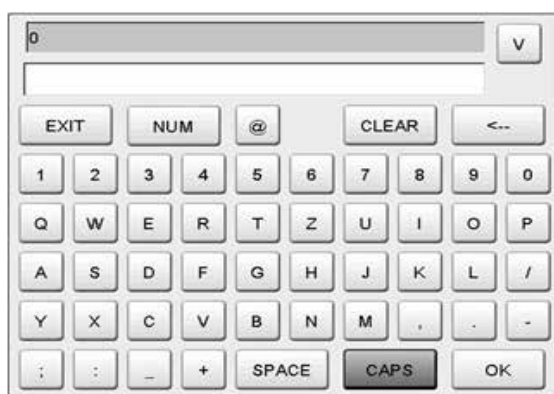 0
V
EXIT NUM @ CLEAR <--
1 2 3 4 5 6 7 8 9 0
Q W E R T Z U I O P
A S D F G H J K L /
Y X C V B N M , . -
; : _ + SPACE CAPS OK